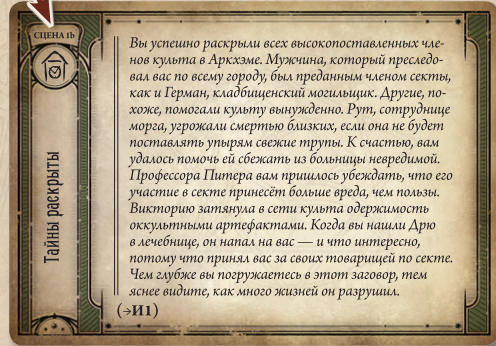 СЦЕНА 1b
Тайны раскрыты
Вы успешно раскрыли всех высокопоставленных чле-
нов культа в Аркхэме. Мужчина, который преследо-
вал вас по всему городу, был преданным членом секты,
как и Герман, кладбищенский могильщик. Другие, по-
хоже, помогали культу вынужденно. Рут, сотруднице
морга, угрожали смертью близких, если она не будет
поставлять упырям свежие трупы. К счастью, вам
удалось помочь ей сбежать из больницы невредимой.
Профессора Питера вам пришлось убеждать, что его
участие в секте принесёт больше вреда, чем пользы.
Викторию затянула в сети культа одержимость
оккультными артефактами. Когда вы нашли Дрю
в лечебнице, он напал на вас — и что интересно,
потому что принял вас за своих товарищей по секте.
Чем глубже вы погружаетесь в этот заговор, тем
яснее видите, как много жизней он разрушил.
(→И1)